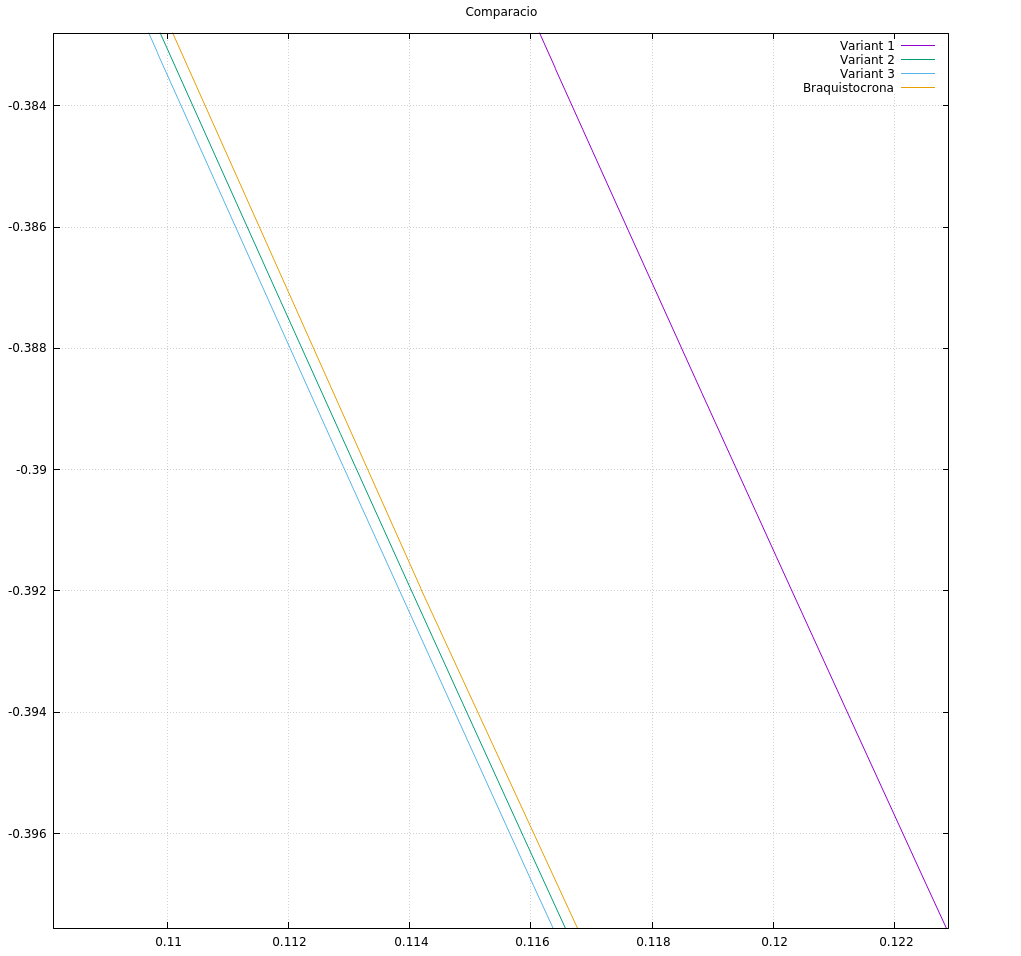 Comparacio
Variant 1
Variant 2
Variant 3
Braquistocrona
-0.384
-0.386
-0.388
-0.39
-0.392
-0.394
-0.396
0.11 0.112 0.114 0.116 0.118 0.12 0.122